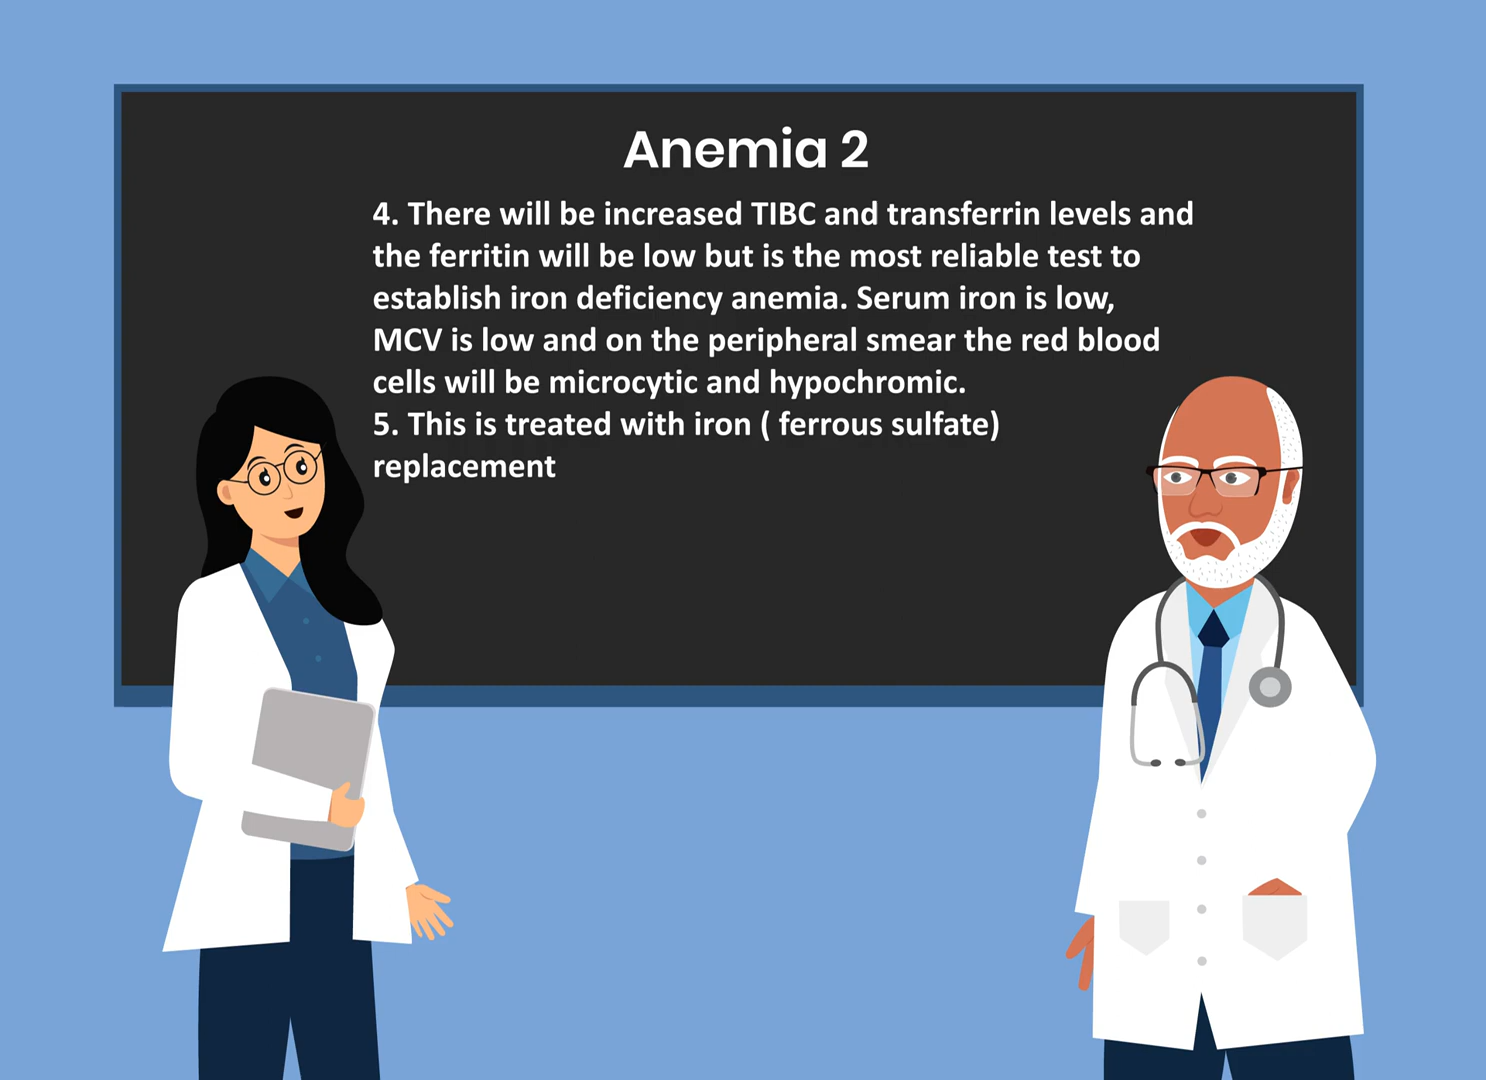 Anemia 2
4. There will be increased TIBC and transferrin levels and
the ferritin will be low but is the most reliable test to
establish iron deficiency anemia. Serum iron is low,
MCV is low and on the peripheral smear the red blood
cells will be microcytic and hypochromic.
5. This is treated with iron ( ferrous sulfate)
replacement